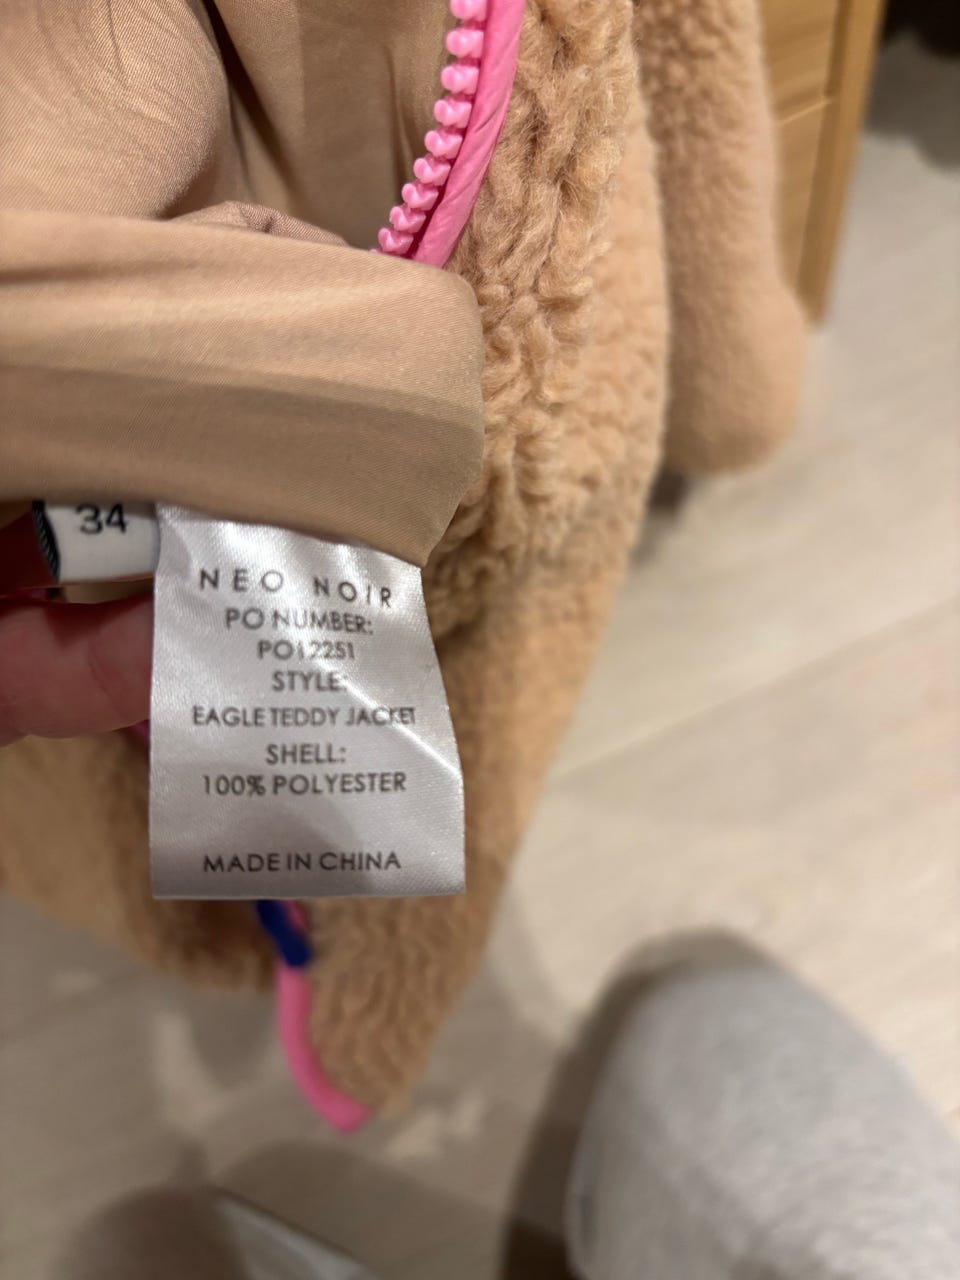 34
NEO NOIR
PO NUMBER:
PO12251
STYLE:
EAGLE TEDDY JACKET
SHELL:
100% POLYESTER
MADE IN CHINA